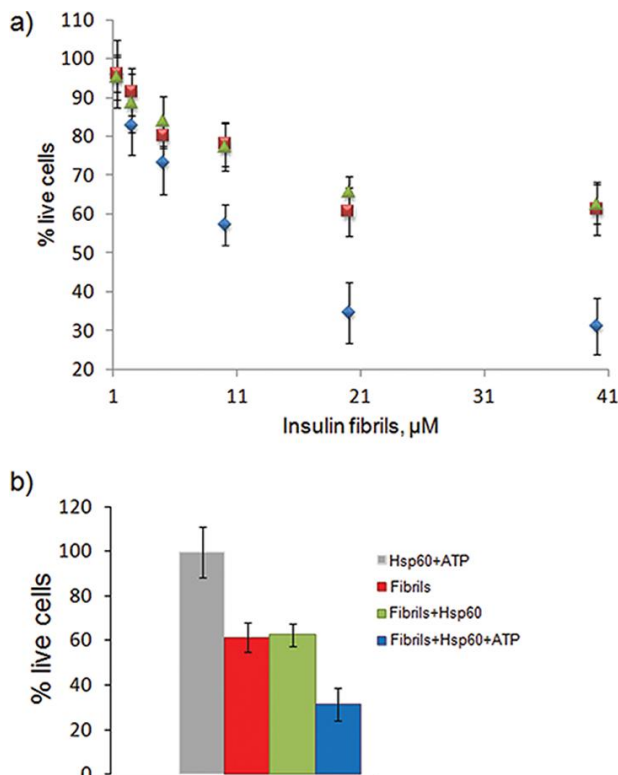 a)
110
100
90
80
70
60
50
40
30
20
% live cells
1 11 21 31 41
Insulin fibrils, µM
b)
120
100
80
60
40
20
0
% live cells
Hsp60+ATP
Fibrils
Fibrils+Hsp60
Fibrils+Hsp60+ATP